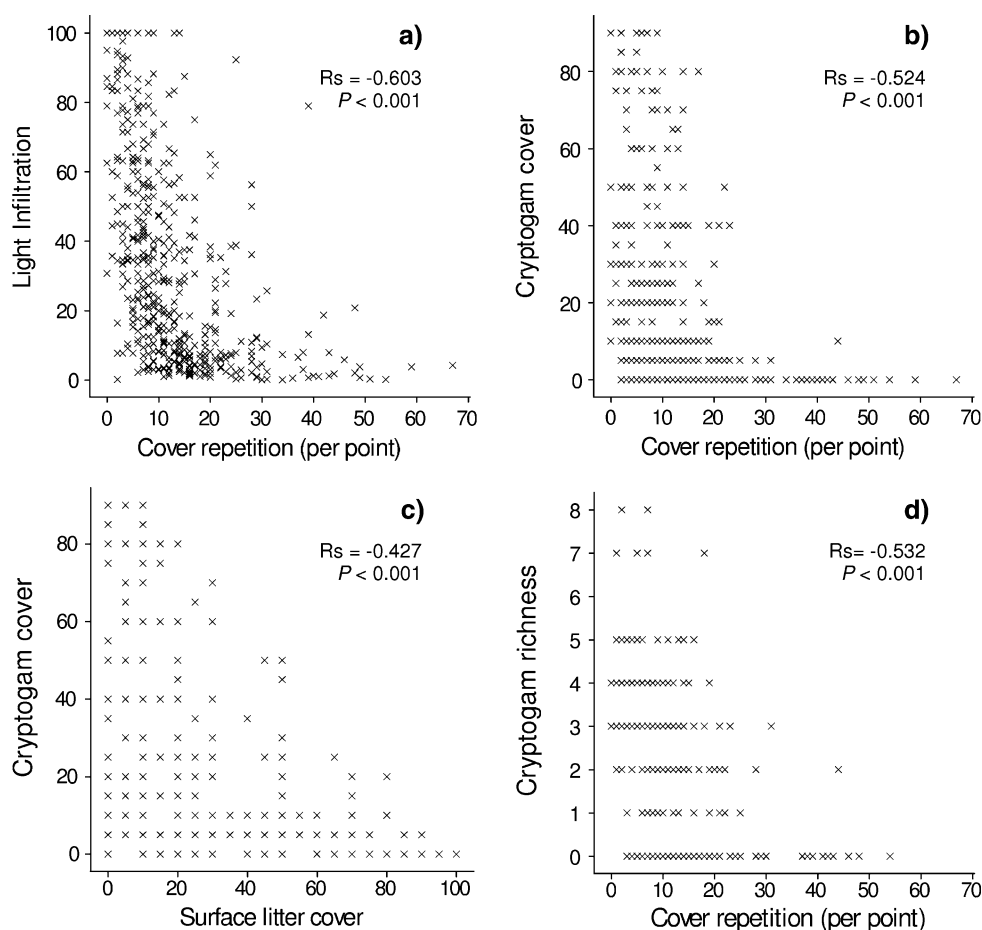 a)
Rs = -0.603
P < 0.001
Light Infiltration
100
80
60
40
20
0
0 10 20 30 40 50 60 70
Cover repetition (per point)
b)
Rs = -0.524
P < 0.001
Cryptogam cover
80
60
40
20
0
0 10 20 30 40 50 60 70
Cover repetition (per point)
c)
Rs = -0.427
P < 0.001
Cryptogam cover
80
60
40
20
0
0 20 40 60 80 100
Surface litter cover
d)
Rs= -0.532
P < 0.001
Cryptogam richness
8
7
6
5
4
3
2
1
0
0 10 20 30 40 50 60 70
Cover repetition (per point)